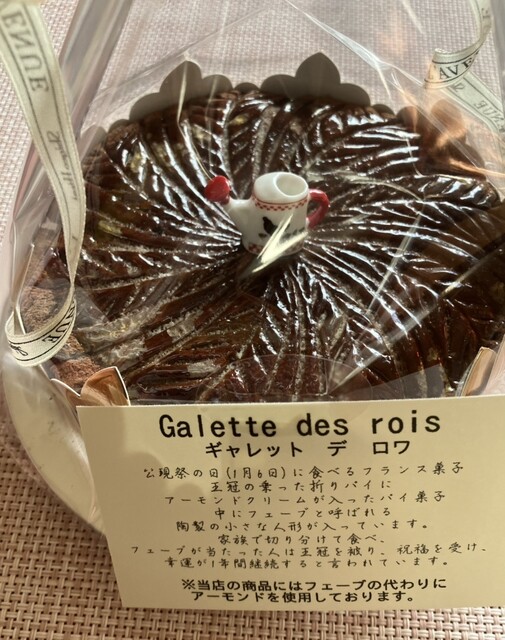 ENUE
AVE
NUE
Galette des rois
ギャレット デ ロワ
公現祭の日(1月6日)に食べるフランス菓子
王冠の乗った折りパイに
アーモンドクリームが入ったパイ菓子
中にフェーブと呼ばれる
陶製の小さな人形が入っています。
家族で切り分けて食べ、
フェーブが当たった人は王冠を被り、祝福を受け、
幸運が1年間継続すると言われています。
※当店の商品にはフェーブの代わりに
アーモンドを使用しております。